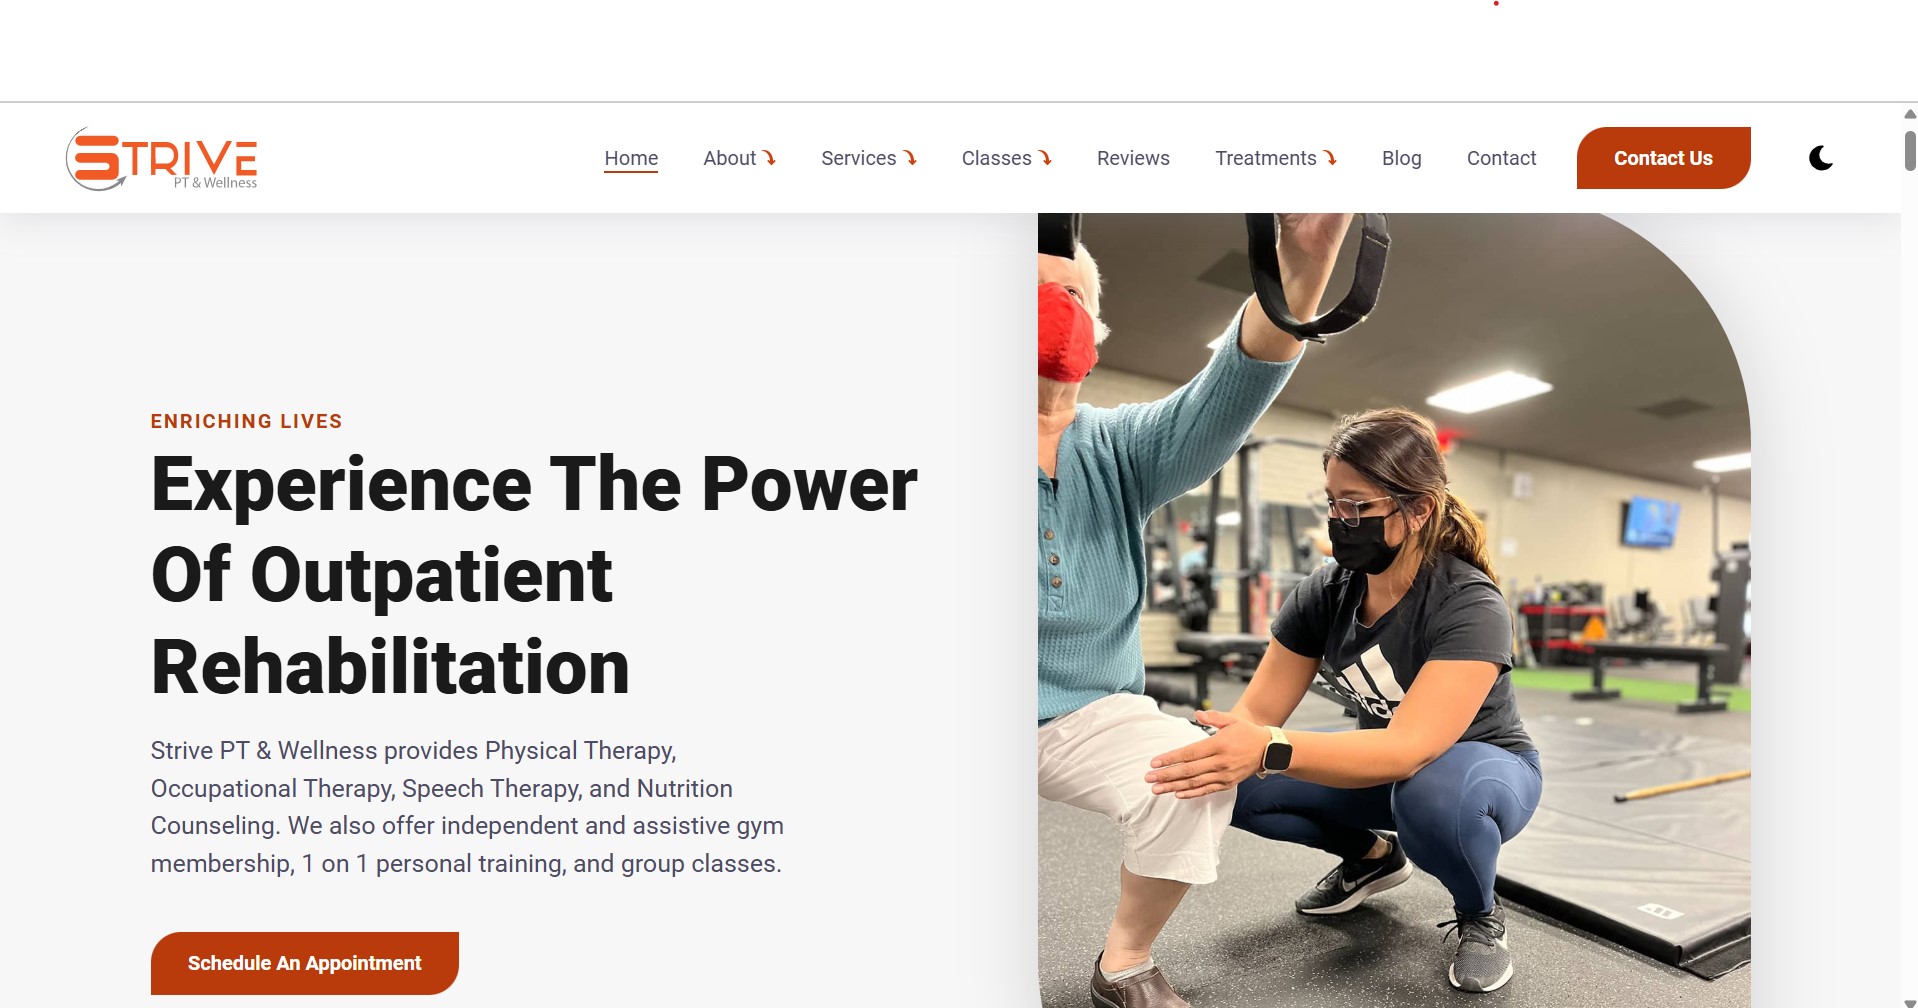 STRIVE
PT & Wellness
Home About Services Classes Reviews Treatments Blog Contact Contact Us
ENRICHING LIVES
Experience The Power
Of Outpatient
Rehabilitation
Strive PT & Wellness provides Physical Therapy,
Occupational Therapy, Speech Therapy, and Nutrition
Counseling. We also offer independent and assistive gym
membership, 1 on 1 personal training, and group classes.
Schedule An Appointment